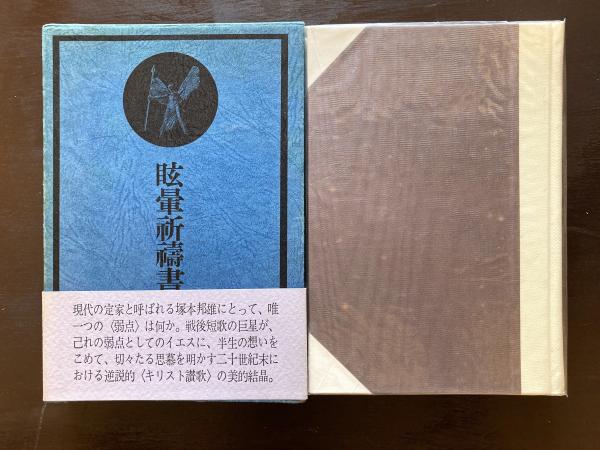 眩暈祈禱書
現代の定家と呼ばれる塚本邦雄にとって、唯
一つの〈弱点〉は何か。戦後短歌の巨星が、
己れの弱点としてのイエスに、半生の想いを
こめて、切々たる思慕を明かす二十世紀末に
おける逆説的〈キリスト讃歌〉の美的結晶。